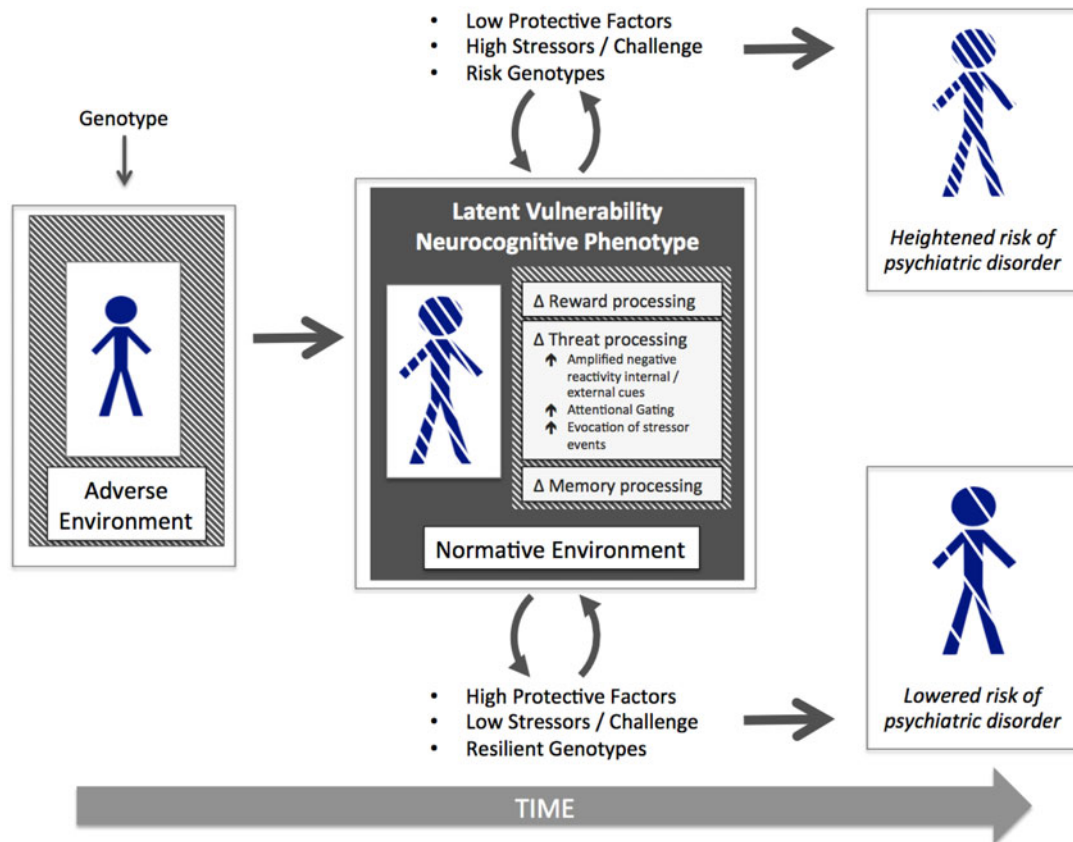 • Low Protective Factors
• High Stressors / Challenge
• Risk Genotypes
Genotype
Adverse
Environment
Latent Vulnerability
Neurocognitive Phenotype
Δ Reward processing
Δ Threat processing
↑ Amplified negative
reactivity internal /
external cues
↑ Attentional Gating
↑ Evocation of stressor
events
Δ Memory processing
Normative Environment
Heightened risk of
psychiatric disorder
• High Protective Factors
• Low Stressors / Challenge
• Resilient Genotypes
Lowered risk of
psychiatric disorder
TIME